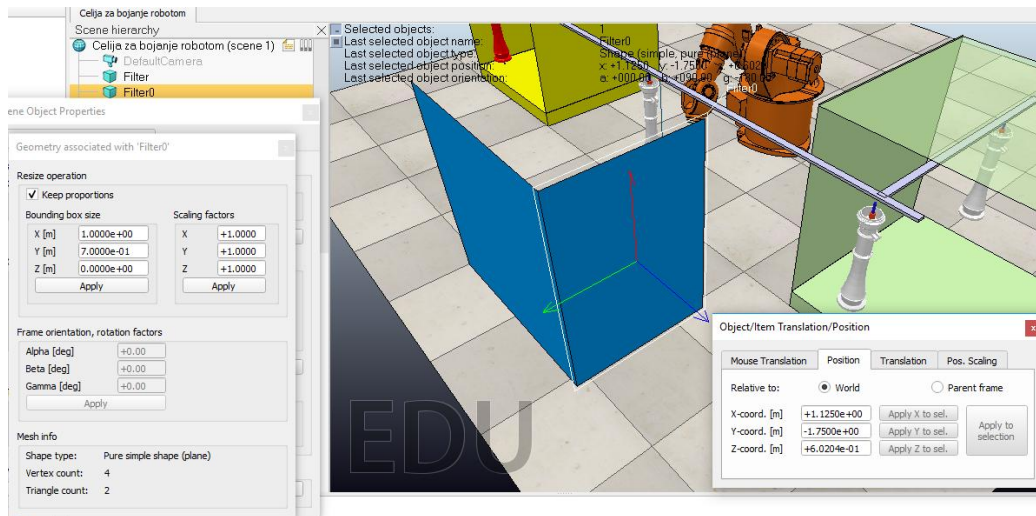 Celija za bojanje robotom
Scene hierarchy
Celija za bojanje robotom (scene 1)
DefaultCamera
Filter
Filter0
Selected objects: 1
Last selected object name: Filter0
Last selected object type: Shape (simple, pure (plane)
Last selected object position:
Last selected object orientation:
Filter0
ene Object Properties
Geometry associated with 'Filter0'
Resize operation
Keep proportions
Bounding box size Scaling factors
X [m] 1.0000e+00 X +1.0000
Y [m] 7.0000e-01 Y +1.0000
Z [m] 0.0000e+00 Z +1.0000
Apply Apply
Frame orientation, rotation factors
Alpha [deg] +0.00
Beta [deg] +0.00
Gamma [deg] +0.00
Apply
Mesh info
Shape type: Pure simple shape (plane)
Vertex count: 4
Triangle count: 2
EDU
Object/Item Translation/Position
Mouse Translation Position Translation Pos. Scaling
Relative to: World Parent frame
X-coord. [m] +1.1250e+00 Apply X to sel.
Y-coord. [m] -1.7500e+00 Apply Y to sel.
Z-coord. [m] +6.0204e-01 Apply Z to sel.
Apply to
selection